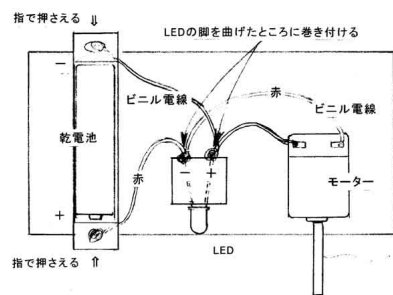 指で押さえる ⇓
LEDの脚を曲げたところに巻き付ける
−
ビニル電線
赤
ビニル電線
乾電池
− +
モーター
赤
+
LED
指で押さえる ⇑